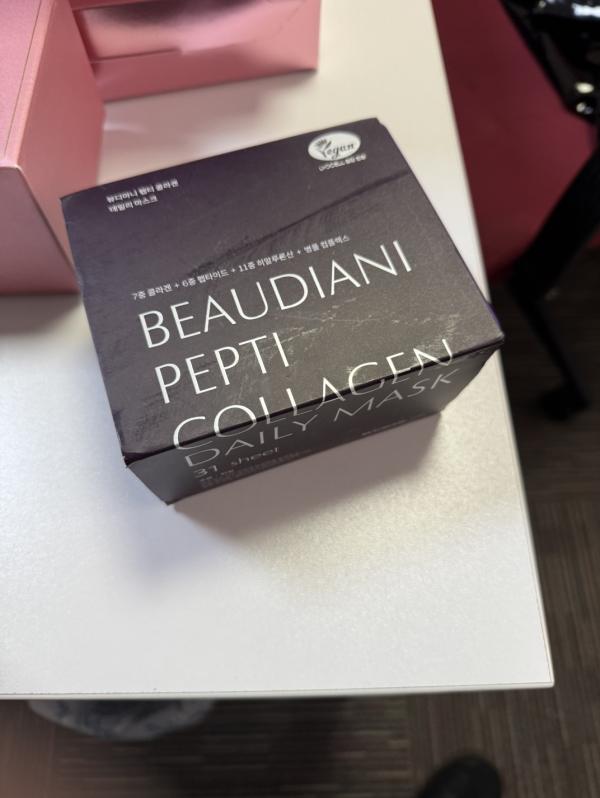 뷰디아니 펩티 콜라겐
데일리 마스크
Vegan
7종 콜라겐 + 6종 펩타이드 + 11종 히알루론산 + 병풀 컴플렉스
BEAUDIANI
PEPTI
COLLAGEN
DAILY MASK
31 sheet